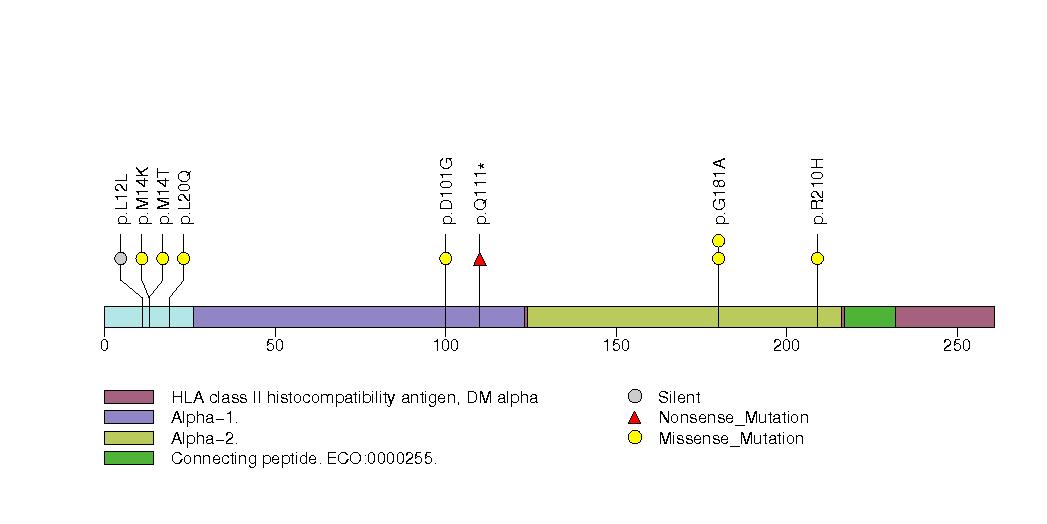 p.L12L
p.M14K
p.M14T
p.L20Q
p.D101G
p.Q111*
p.G181A
p.R210H
0 50 100 150 200 250
HLA class II histocompatibility antigen, DM alpha
Alpha−1.
Alpha−2.
Connecting peptide. ECO:0000255.
Silent
Nonsense_Mutation
Missense_Mutation